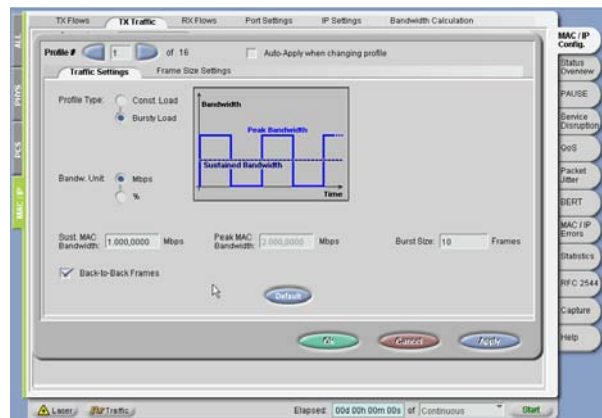 TX Flows TX Traffic RX Flows Port Settings IP Settings Bandwidth Calculation
Profile # 1 of 16 Auto-Apply when changing profile
Traffic Settings Frame Size Settings
Profile Type: Const. Load
Bursty Load
Bandwidth
Peak Bandwidth
Sustained Bandwidth
Time
Bandw. Unit: Mbps
%
Sust. MAC Bandwidth: 1.000,0000 Mbps
Peak MAC Bandwidth: 2.000,0000 Mbps
Burst Size: 10 Frames
Back-to-Back Frames
Default
Ok Cancel Apply
ALL
PHYS
PCS
MAC / IP
MAC / IP Config.
Status Overview
PAUSE
Service Disruption
QoS
Packet Jitter
BERT
MAC / IP Errors
Statistics
RFC 2544
Capture
Help
Laser Traffic Elapsed: 00d 00h 00m 00s of Continuous Start